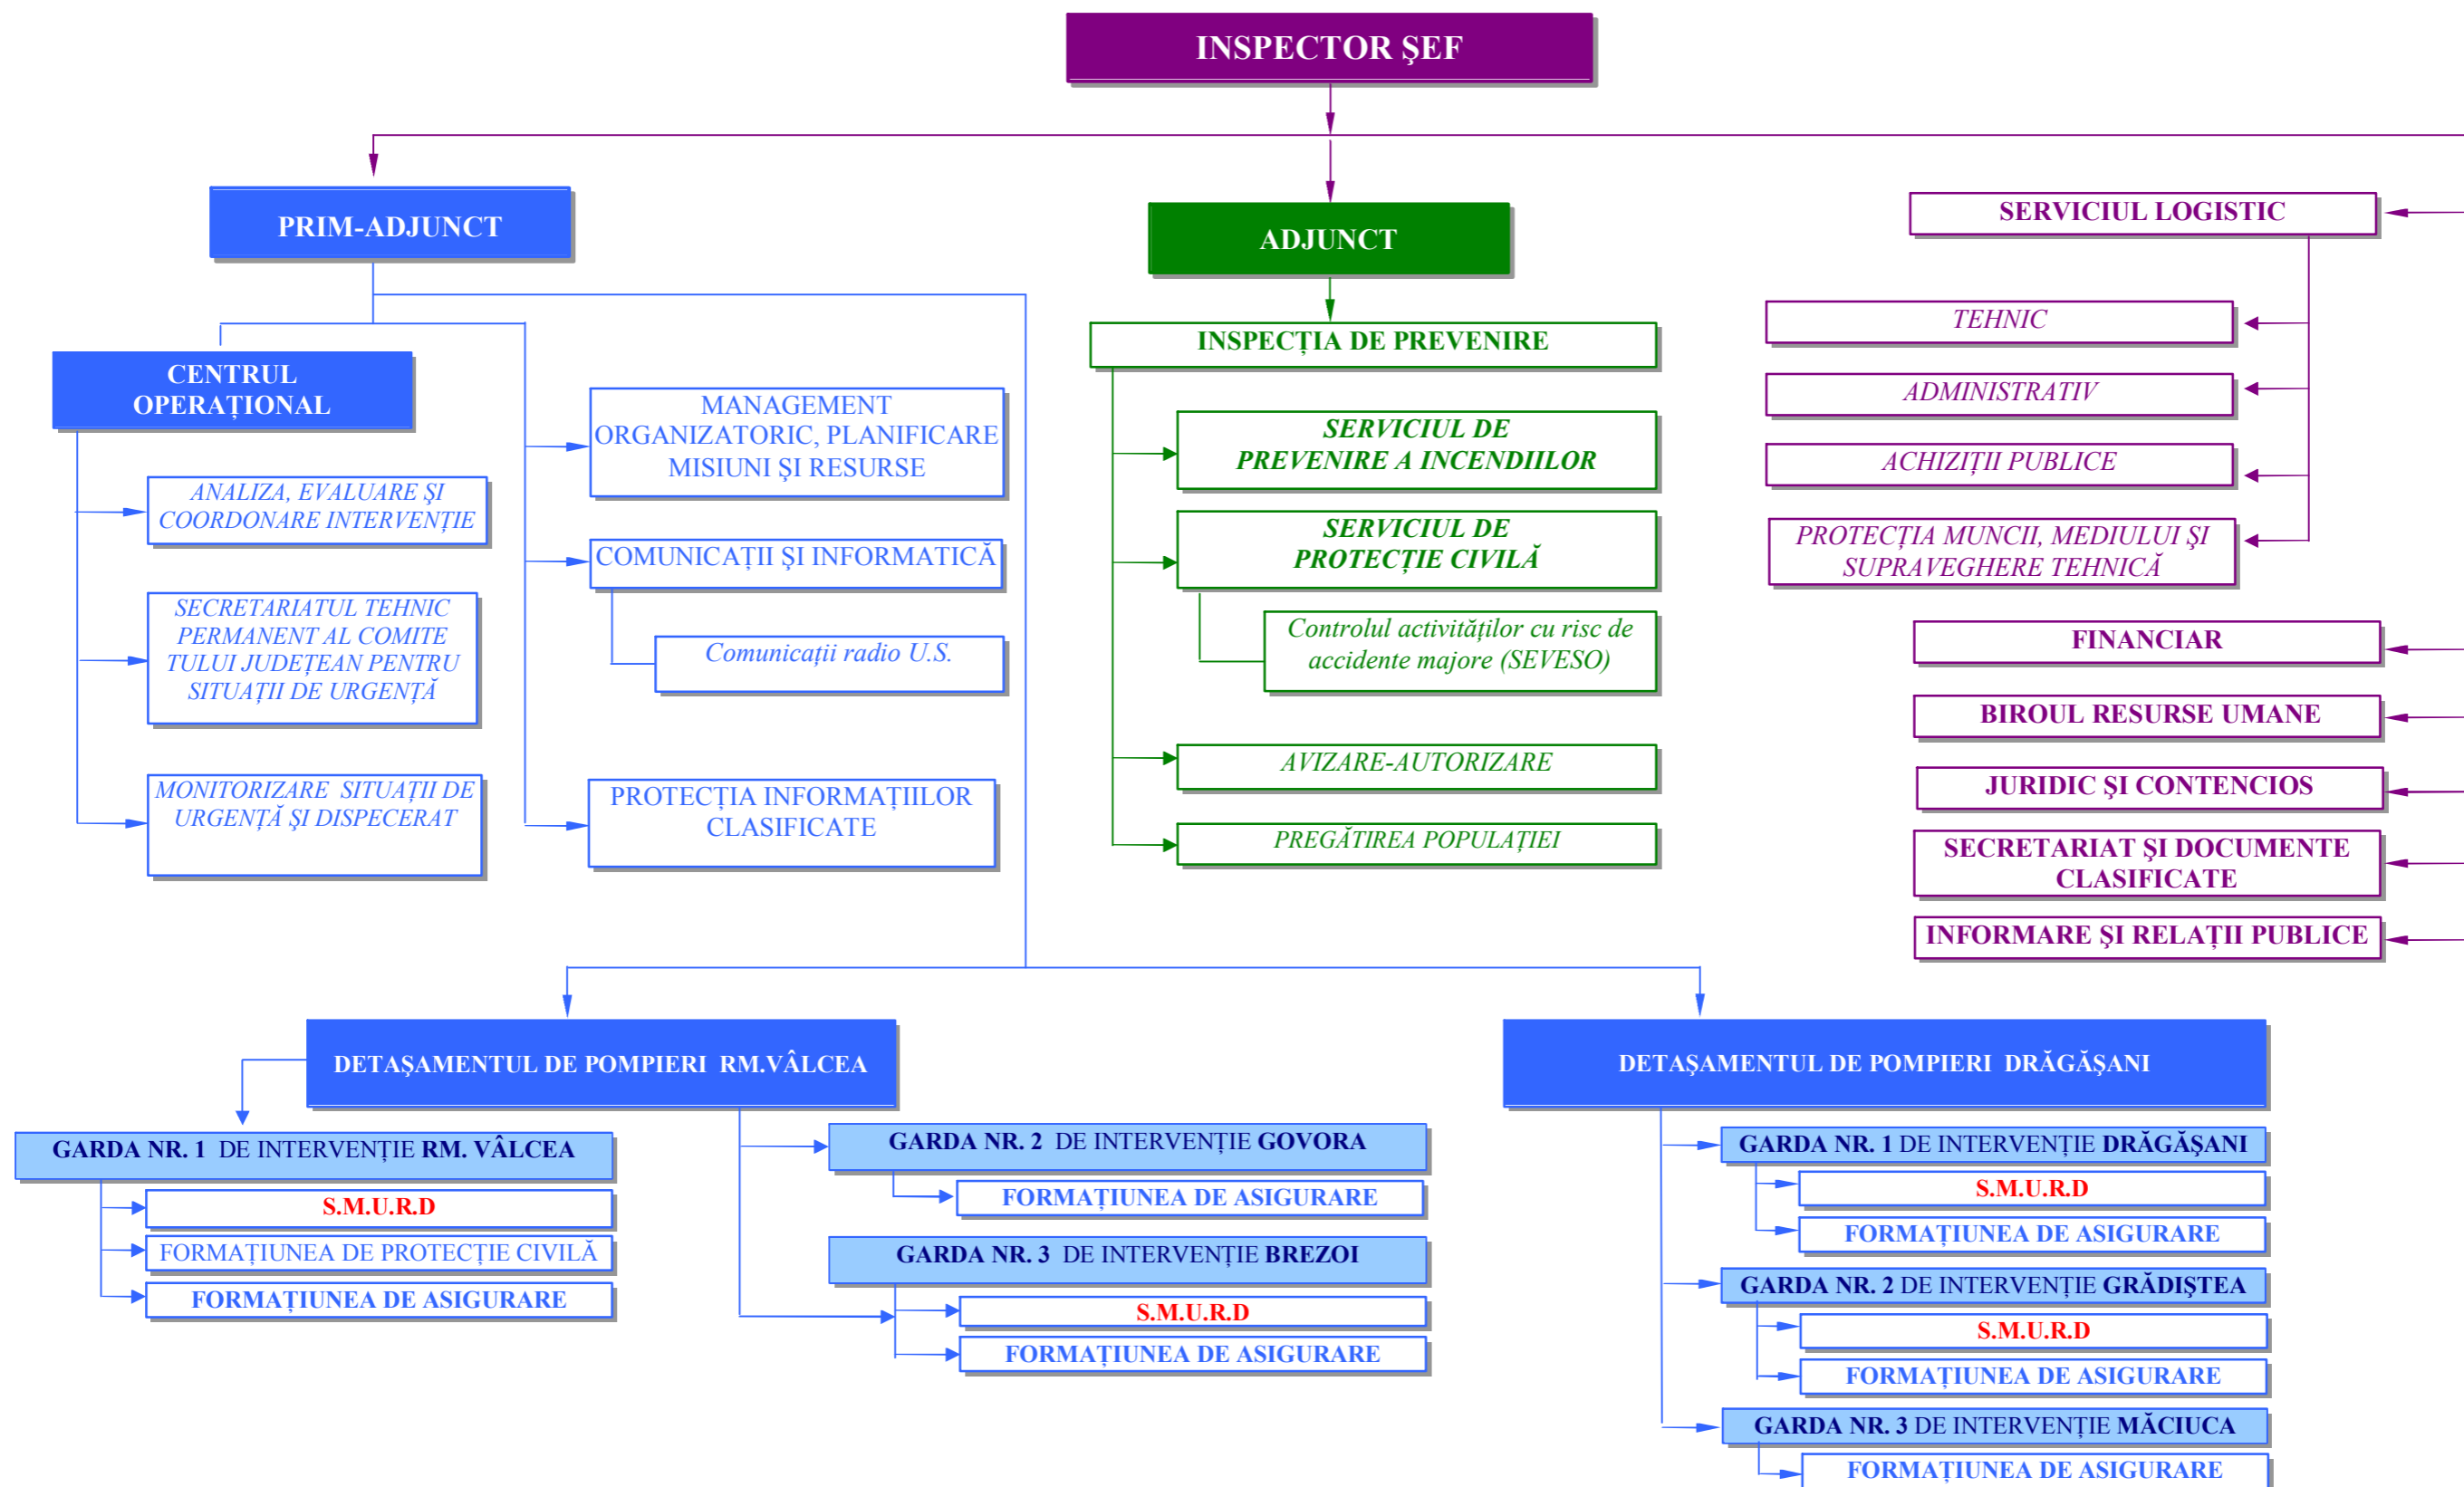 INSPECTOR ŞEF
PRIM-ADJUNCT
ADJUNCT
SERVICIUL LOGISTIC
TEHNIC
ADMINISTRATIV
ACHIZIŢII PUBLICE
PROTECŢIA MUNCII, MEDIULUI ŞI
SUPRAVEGHERE TEHNICĂ
FINANCIAR
BIROUL RESURSE UMANE
JURIDIC ŞI CONTENCIOS
SECRETARIAT ŞI DOCUMENTE
CLASIFICATE
INFORMARE ŞI RELAŢII PUBLICE
CENTRUL
OPERAŢIONAL
ANALIZA, EVALUARE ŞI
COORDONARE INTERVENŢIE
SECRETARIATUL TEHNIC
PERMANENT AL COMITE
TULUI JUDEŢEAN PENTRU
SITUAŢII DE URGENŢĂ
MONITORIZARE SITUAŢII DE
URGENŢĂ ŞI DISPECERAT
MANAGEMENT
ORGANIZATORIC, PLANIFICARE
MISIUNI ŞI RESURSE
COMUNICAŢII ŞI INFORMATICĂ
Comunicaţii radio U.S.
PROTECŢIA INFORMAŢIILOR
CLASIFICATE
INSPECŢIA DE PREVENIRE
SERVICIUL DE
PREVENIRE A INCENDIILOR
SERVICIUL DE
PROTECŢIE CIVILĂ
Controlul activităţilor cu risc de
accidente majore (SEVESO)
AVIZARE-AUTORIZARE
PREGĂTIREA POPULAŢIEI
DETAŞAMENTUL DE POMPIERI RM.VÂLCEA
GARDA NR. 1 DE INTERVENŢIE RM. VÂLCEA
S.M.U.R.D
FORMAŢIUNEA DE PROTECŢIE CIVILĂ
FORMAŢIUNEA DE ASIGURARE
GARDA NR. 2 DE INTERVENŢIE GOVORA
FORMAŢIUNEA DE ASIGURARE
GARDA NR. 3 DE INTERVENŢIE BREZOI
S.M.U.R.D
FORMAŢIUNEA DE ASIGURARE
DETAŞAMENTUL DE POMPIERI DRĂGĂŞANI
GARDA NR. 1 DE INTERVENŢIE DRĂGĂŞANI
S.M.U.R.D
FORMAŢIUNEA DE ASIGURARE
GARDA NR. 2 DE INTERVENŢIE GRĂDIŞTEA
S.M.U.R.D
FORMAŢIUNEA DE ASIGURARE
GARDA NR. 3 DE INTERVENŢIE MĂCIUCA
FORMAŢIUNEA DE ASIGURARE